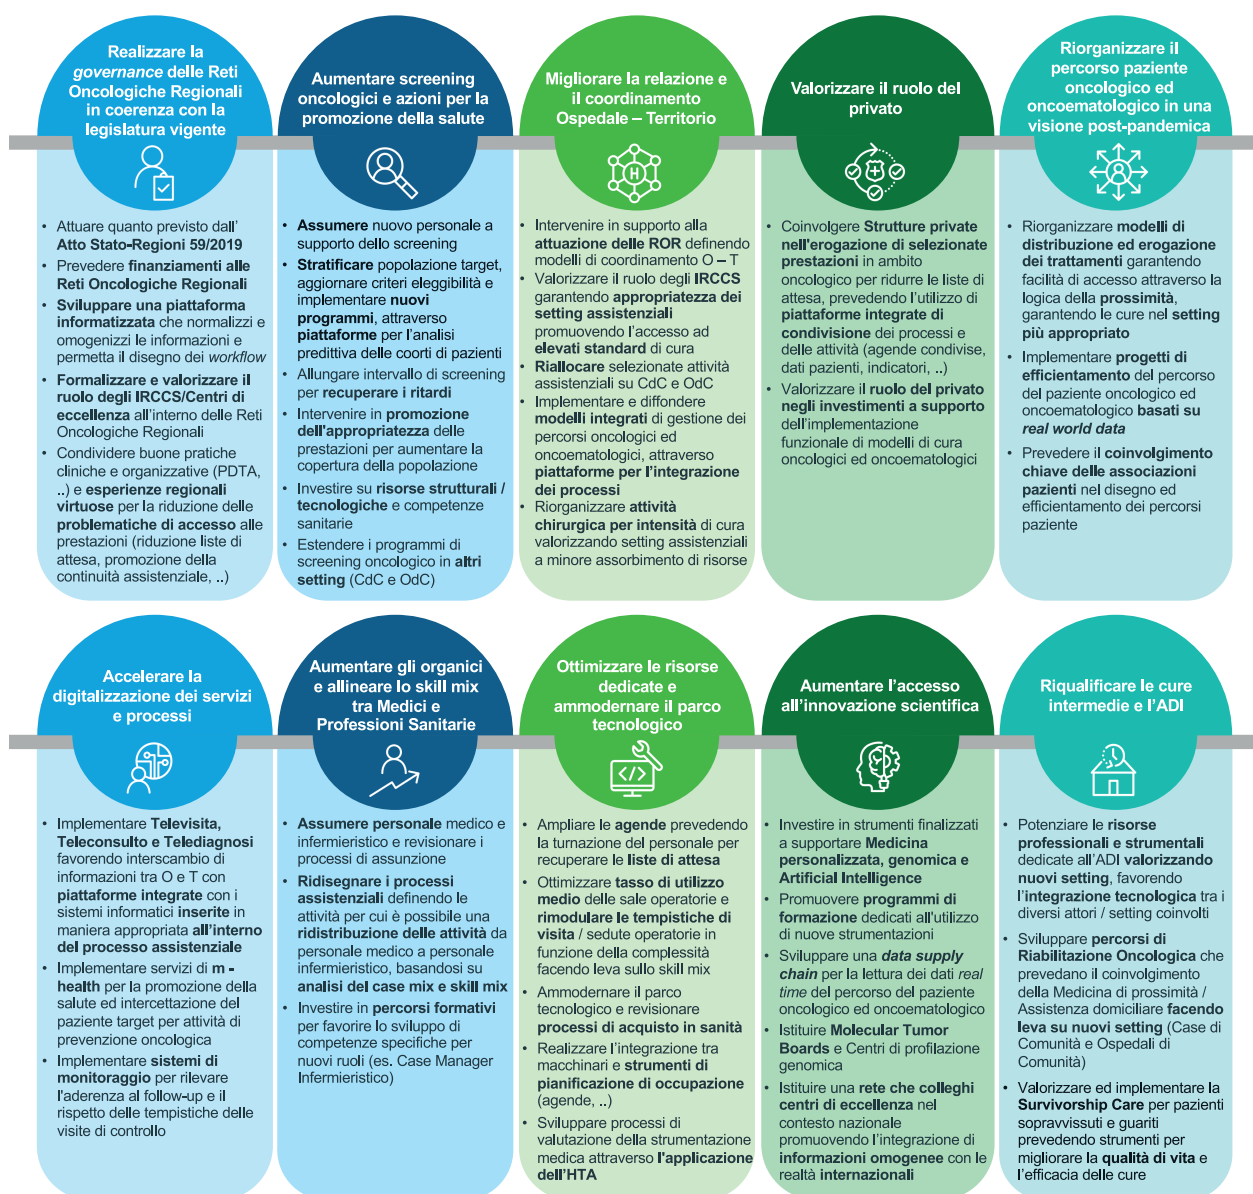 Realizzare la
governance delle Reti
Oncologiche Regionali
in coerenza con la
legislatura vigente
• Attuare quanto previsto dall'
Atto Stato-Regioni 59/2019
• Prevedere finanziamenti alle
Reti Oncologiche Regionali
• Sviluppare una piattaforma
informatizzata che normalizzi e
omogenizzi le informazioni e
permetta il disegno dei workflow
• Formalizzare e valorizzare il
ruolo degli IRCCS/Centri di
eccellenza all'interno delle Reti
Oncologiche Regionali
• Condividere buone pratiche
cliniche e organizzative (PDTA,
..) e esperienze regionali
virtuose per la riduzione delle
problematiche di accesso alle
prestazioni (riduzione liste di
attesa, promozione della
continuità assistenziale, ..)
Aumentare screening
oncologici e azioni per la
promozione della salute
• Assumere nuovo personale a
supporto dello screening
• Stratificare popolazione target,
aggiornare criteri eleggibilità e
implementare nuovi
programmi, attraverso
piattaforme per l'analisi
predittiva delle coorti di pazienti
• Allungare intervallo di screening
per recuperare i ritardi
• Intervenire in promozione
dell'appropriatezza delle
prestazioni per aumentare la
copertura della popolazione
• Investire su risorse strutturali /
tecnologiche e competenze
sanitarie
• Estendere i programmi di
screening oncologico in altri
setting (CdC e OdC)
Migliorare la relazione e
il coordinamento
Ospedale – Territorio
H
• Intervenire in supporto alla
attuazione delle ROR definendo
modelli di coordinamento O – T
• Valorizzare il ruolo degli IRCCS
garantendo appropriatezza dei
setting assistenziali
promuovendo l'accesso ad
elevati standard di cura
• Riallocare selezionate attività
assistenziali su CdC e OdC
• Implementare e diffondere
modelli integrati di gestione dei
percorsi oncologici ed
oncoematologici, attraverso
piattaforme per l'integrazione
dei processi
• Riorganizzare attività
chirurgica per intensità di cura
valorizzando setting assistenziali
a minore assorbimento di risorse
Valorizzare il ruolo del
privato
• Coinvolgere Strutture private
nell'erogazione di selezionate
prestazioni in ambito
oncologico per ridurre le liste di
attesa, prevedendo l'utilizzo di
piattaforme integrate di
condivisione dei processi e
delle attività (agende condivise,
dati pazienti, indicatori, ..)
• Valorizzare il ruolo del privato
negli investimenti a supporto
dell'implementazione
funzionale di modelli di cura
oncologici ed oncoematologici
Riorganizzare il
percorso paziente
oncologico ed
oncoematologico in una
visione post-pandemica
• Riorganizzare modelli di
distribuzione ed erogazione
dei trattamenti garantendo
facilità di accesso attraverso la
logica della prossimità,
garantendo le cure nel setting
più appropriato
• Implementare progetti di
efficientamento del percorso
del paziente oncologico ed
oncoematologico basati su
real world data
• Prevedere il coinvolgimento
chiave delle associazioni
pazienti nel disegno ed
efficientamento dei percorsi
paziente
Accelerare la
digitalizzazione dei servizi
e processi
• Implementare Televisita,
Teleconsulto e Telediagnosi
favorendo interscambio di
informazioni tra O e T con
piattaforme integrate con i
sistemi informatici inserite in
maniera appropriata all'interno
del processo assistenziale
• Implementare servizi di m -
health per la promozione della
salute ed intercettazione del
paziente target per attività di
prevenzione oncologica
• Implementare sistemi di
monitoraggio per rilevare
l'aderenza al follow-up e il
rispetto delle tempistiche delle
visite di controllo
Aumentare gli organici
e allineare lo skill mix
tra Medici e
Professioni Sanitarie
• Assumere personale medico e
infermieristico e revisionare i
processi di assunzione
• Ridisegnare i processi
assistenziali definendo le
attività per cui è possibile una
ridistribuzione delle attività da
personale medico a personale
infermieristico, basandosi su
analisi del case mix e skill mix
• Investire in percorsi formativi
per favorire lo sviluppo di
competenze specifiche per
nuovi ruoli (es. Case Manager
Infermieristico)
Ottimizzare le risorse
dedicate e
ammodernare il parco
tecnologico
</>
• Ampliare le agende prevedendo
la turnazione del personale per
recuperare le liste di attesa
• Ottimizzare tasso di utilizzo
medio delle sale operatorie e
rimodulare le tempistiche di
visita / sedute operatorie in
funzione della complessità
facendo leva sullo skill mix
• Ammodernare il parco
tecnologico e revisionare
processi di acquisto in sanità
• Realizzare l'integrazione tra
macchinari e strumenti di
pianificazione di occupazione
(agende, ..)
• Sviluppare processi di
valutazione della strumentazione
medica attraverso l'applicazione
dell'HTA
Aumentare l'accesso
all'innovazione scientifica
• Investire in strumenti finalizzati
a supportare Medicina
personalizzata, genomica e
Artificial Intelligence
• Promuovere programmi di
formazione dedicati all'utilizzo
di nuove strumentazioni
• Sviluppare una data supply
chain per la lettura dei dati real
time del percorso del paziente
oncologico ed oncoematologico
• Istituire Molecular Tumor
Boards e Centri di profilazione
genomica
• Istituire una rete che colleghi
centri di eccellenza nel
contesto nazionale
promuovendo l'integrazione di
informazioni omogenee con le
realtà internazionali
Riqualificare le cure
intermedie e l'ADI
• Potenziare le risorse
professionali e strumentali
dedicate all'ADI valorizzando
nuovi setting, favorendo
l'integrazione tecnologica tra i
diversi attori / setting coinvolti
• Sviluppare percorsi di
Riabilitazione Oncologica che
prevedano il coinvolgimento
della Medicina di prossimità /
Assistenza domiciliare facendo
leva su nuovi setting (Case di
Comunità e Ospedali di
Comunità)
• Valorizzare ed implementare la
Survivorship Care per pazienti
sopravvissuti e guariti
prevedendo strumenti per
migliorare la qualità di vita e
l'efficacia delle cure